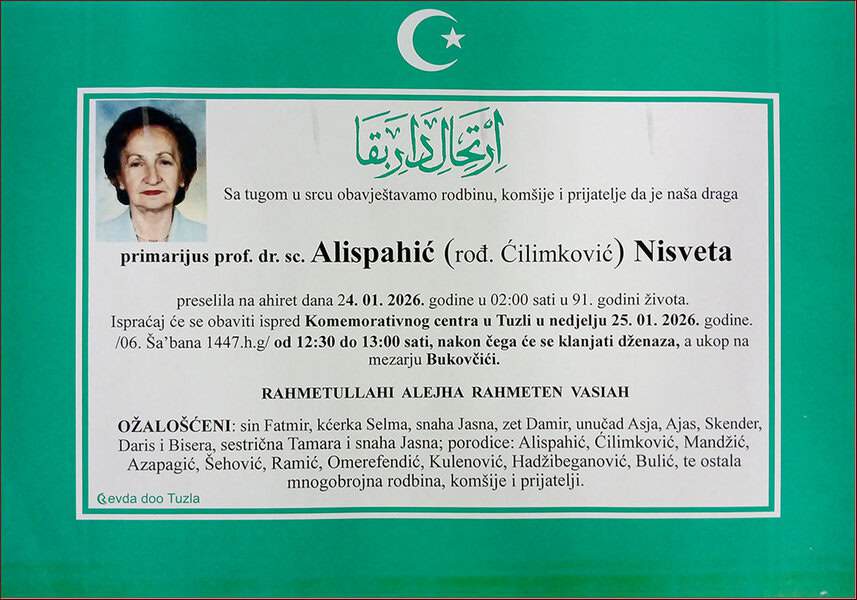 اِرْتَحَالِ دَارِ بَقَا
Sa tugom u srcu obavještavamo rodbinu, komšije i prijatelje da je naša draga
primarijus prof. dr. sc. Alispahić (rođ. Ćilimković) Nisveta
preselila na ahiret dana 24. 01. 2026. godine u 02:00 sati u 91. godini života.
Ispraćaj će se obaviti ispred Komemorativnog centra u Tuzli u nedjelju 25. 01. 2026. godine.
/06. Ša'bana 1447.h.g/ od 12:30 do 13:00 sati, nakon čega će se klanjati dženaza, a ukop na
mezarju Bukovčići.
RAHMETULLAHI ALEJHA RAHMETEN VASIAH
OŽALOŠĆENI: sin Fatmir, kćerka Selma, snaha Jasna, zet Damir, unučad Asja, Ajas, Skender,
Daris i Bisera, sestrična Tamara i snaha Jasna; porodice: Alispahić, Ćilimković, Mandžić,
Azapagić, Šehović, Ramić, Omerefendić, Kulenović, Hadžibeganović, Bulić, te ostala
mnogobrojna rodbina, komšije i prijatelji.
evda doo Tuzla